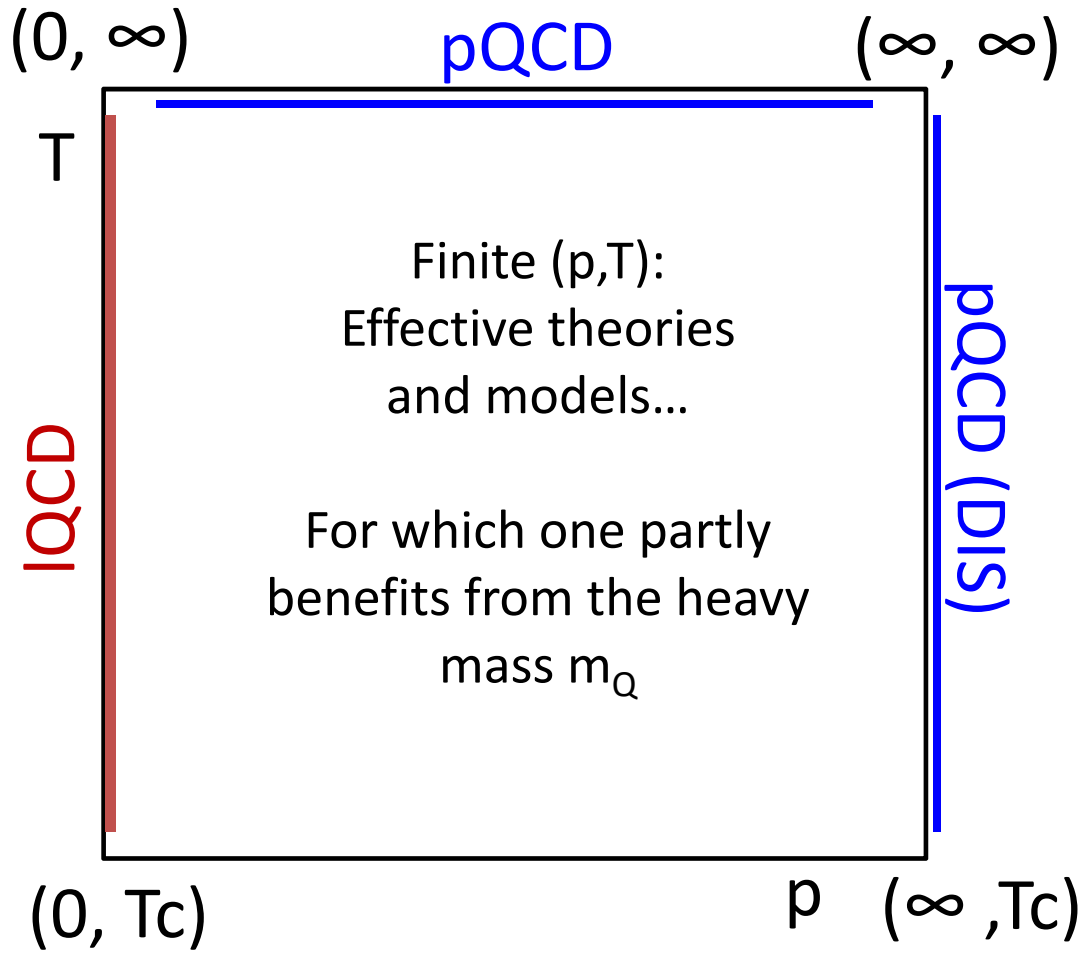 (0, ∞)
pQCD
(∞, ∞)
T
Finite (p,T):
Effective theories
and models…
For which one partly
benefits from the heavy
mass mQ
lQCD
pQCD (DIS)
(0, Tc)
p
(∞ ,Tc)